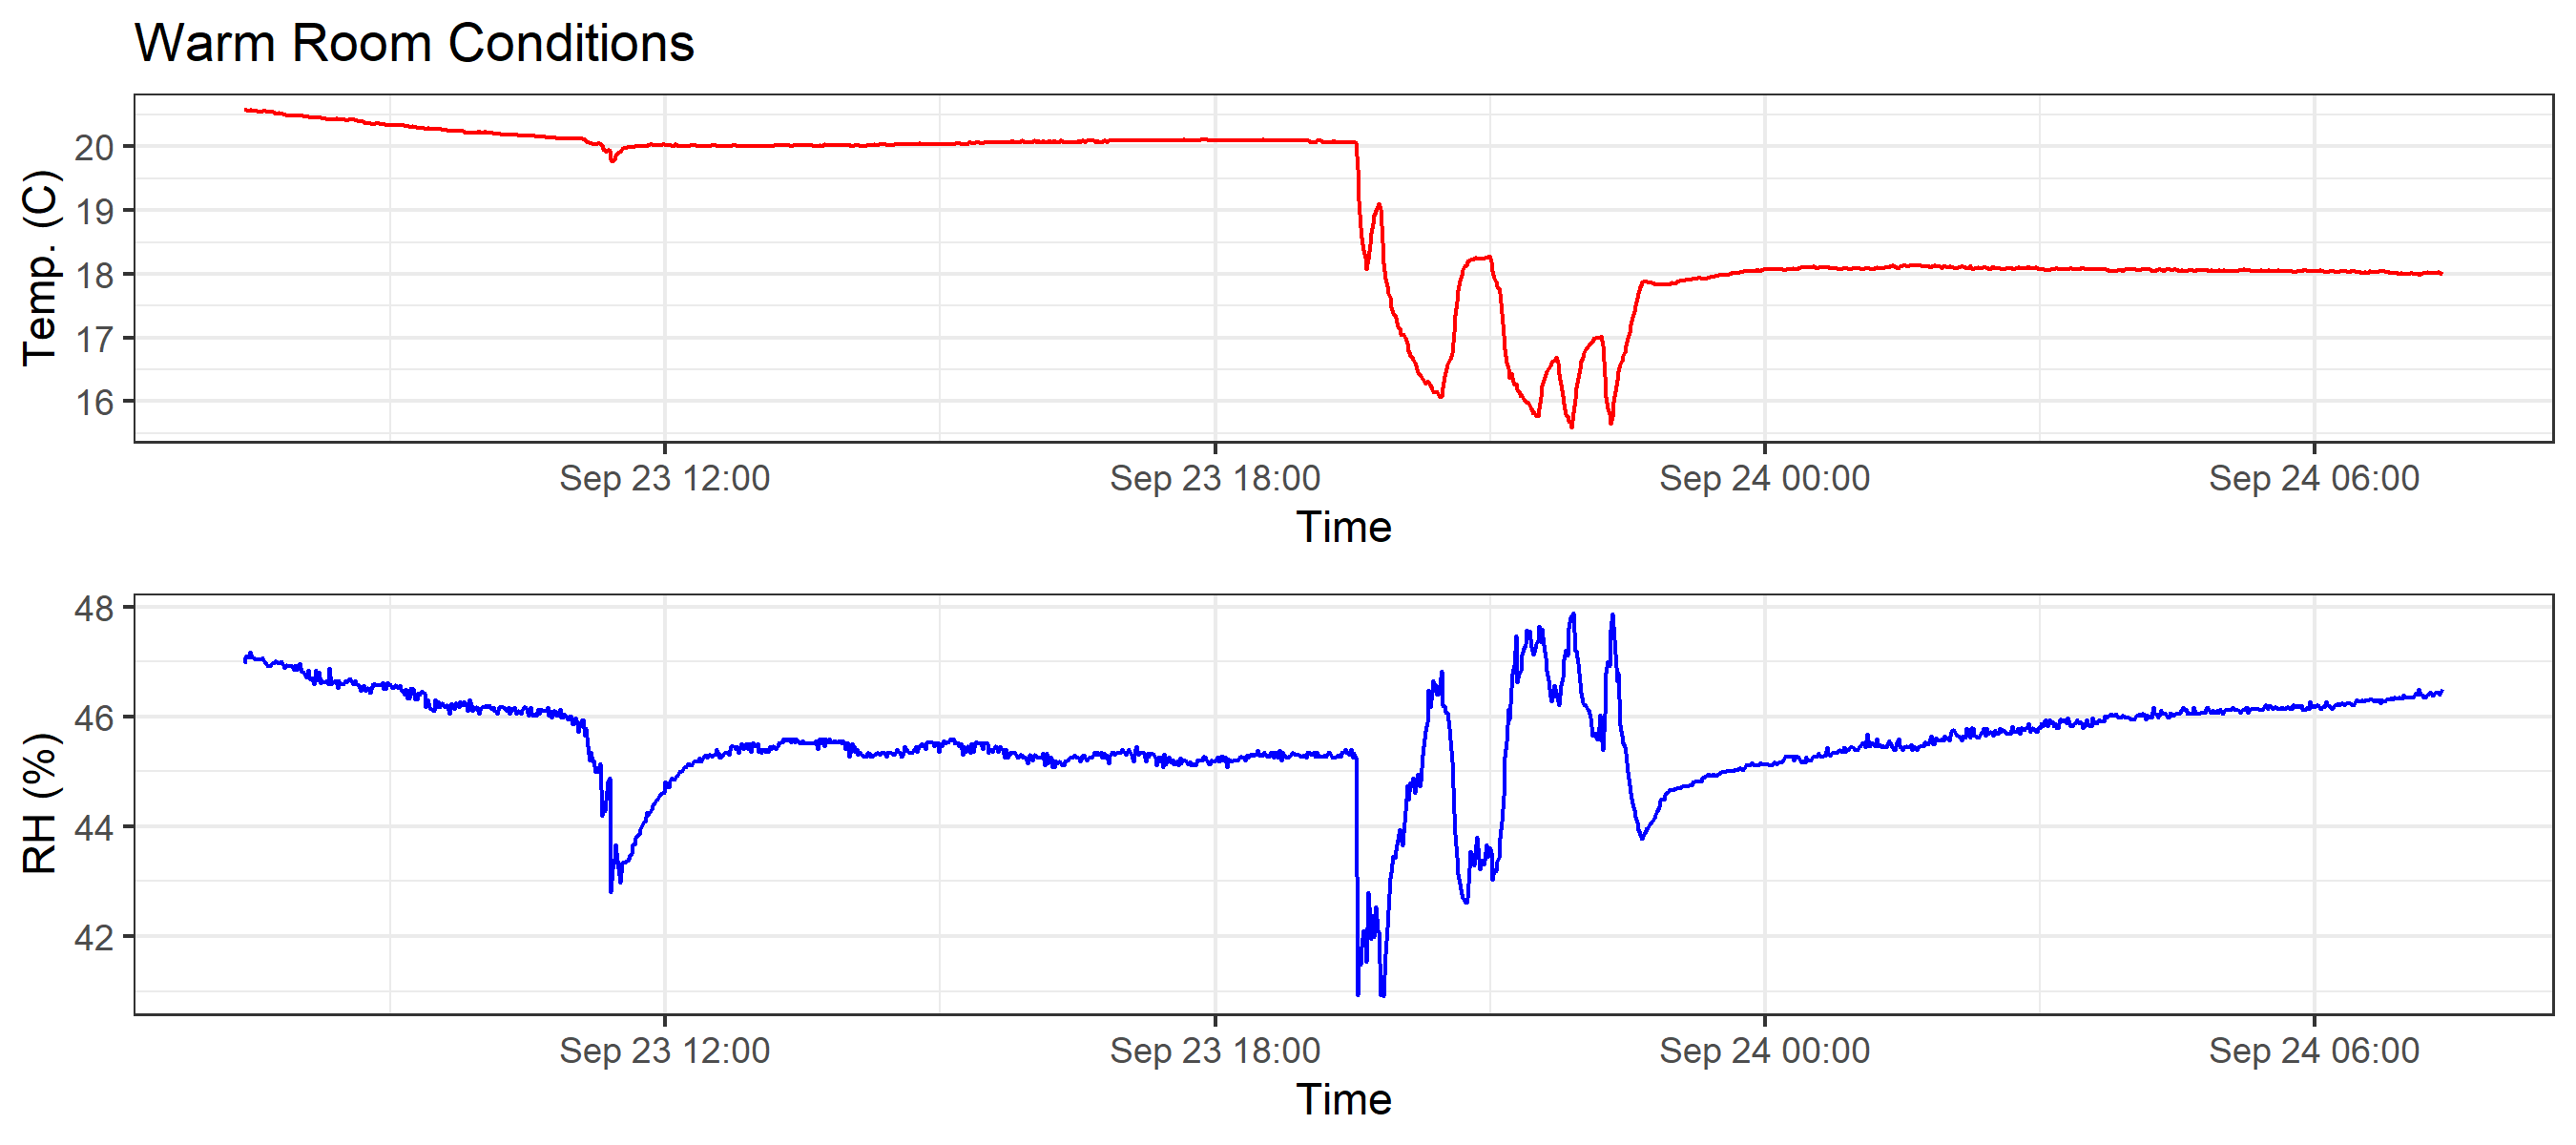 Warm Room Conditions
Temp. (C)
20
19
18
17
16
Sep 23 12:00 Sep 23 18:00 Sep 24 00:00 Sep 24 06:00
Time
RH (%)
48
46
44
42
Sep 23 12:00 Sep 23 18:00 Sep 24 00:00 Sep 24 06:00
Time